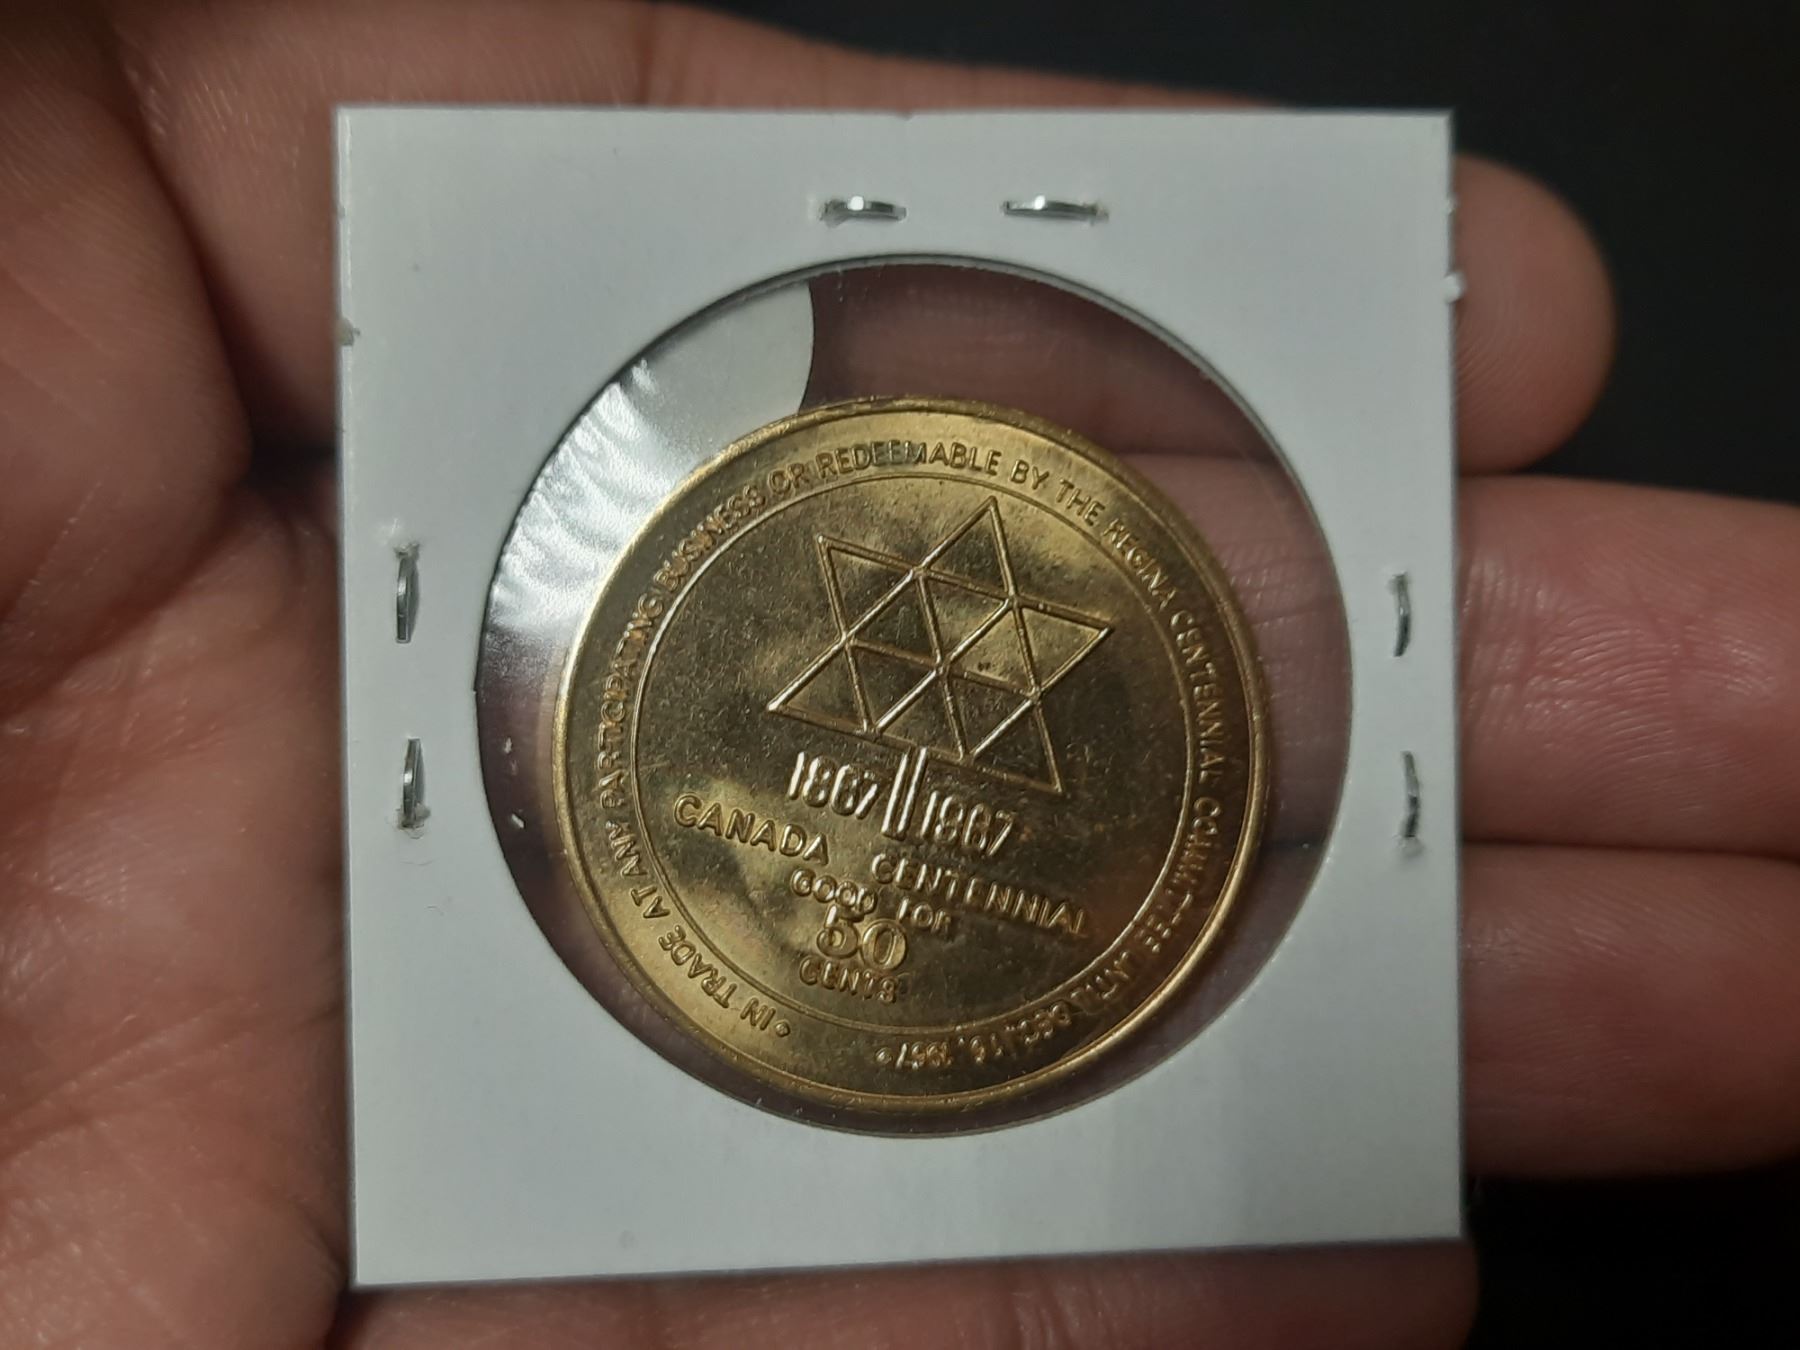 IN TRADE AT ANY PARTICIPATING BUSINESS OR REDEEMABLE BY THE REGINA CENTENNIAL COMMITTEE UNTIL DEC. 15, 1967
1867 1967
CANADA CENTENNIAL
GOOD FOR
50
CENTS